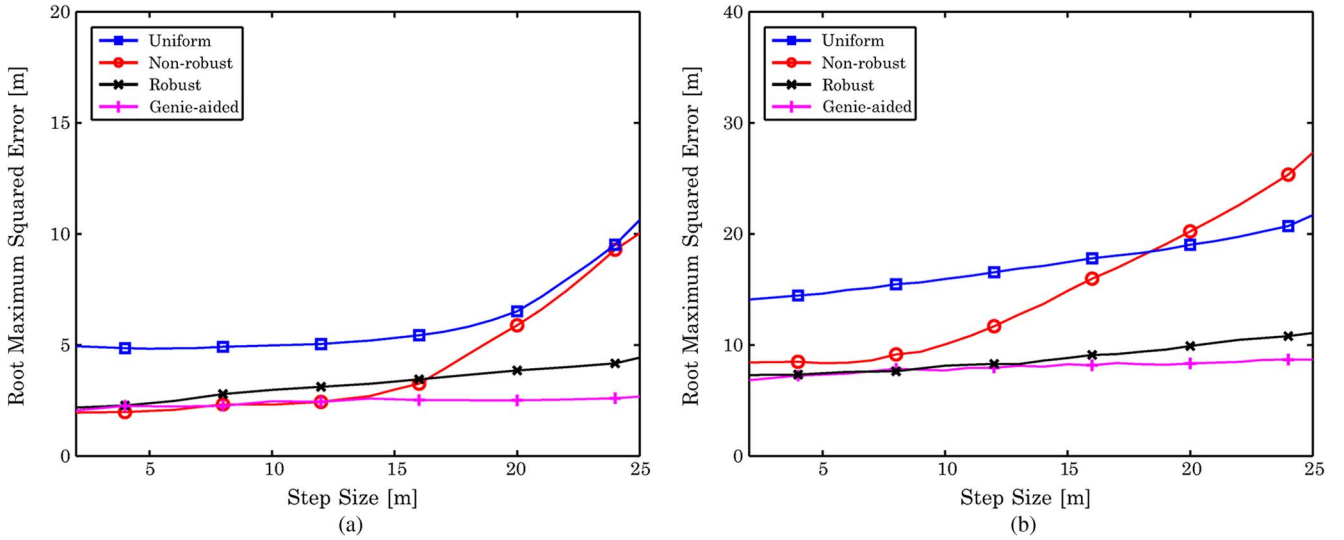 20
15
10
5
0
Root Maximum Squared Error [m]
Uniform
Non-robust
Robust
Genie-aided
5
10
15
20
25
Step Size [m]
(a)
40
30
20
10
0
Root Maximum Squared Error [m]
Uniform
Non-robust
Robust
Genie-aided
5
10
15
20
25
Step Size [m]
(b)